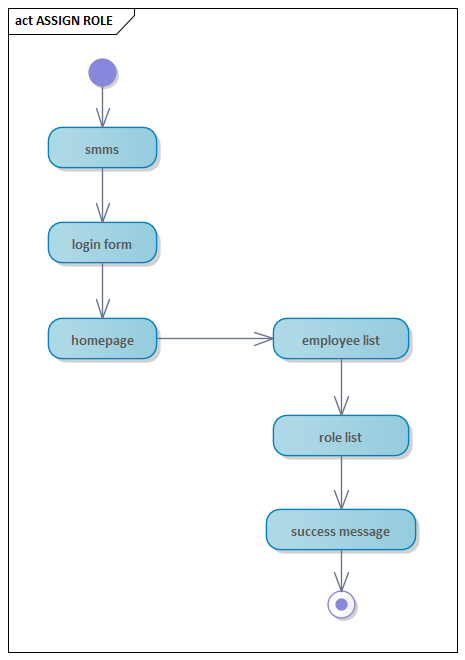 act ASSIGN ROLE
smms
login form
homepage
employee list
role list
success message